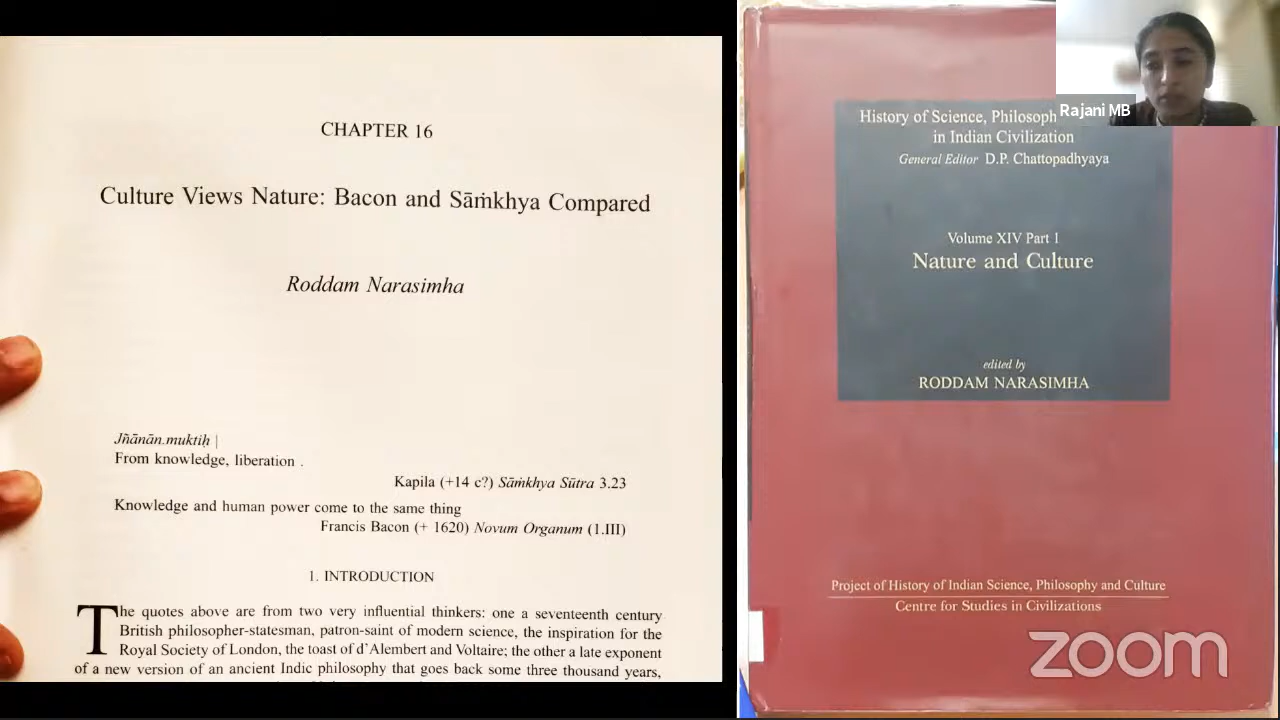 CHAPTER 16
Culture Views Nature: Bacon and Sāṁkhya Compared
Roddam Narasimha
Jñānān.muktiḥ |
From knowledge, liberation .
Kapila (+14 c?) Sāṁkhya Sūtra 3.23
Knowledge and human power come to the same thing
Francis Bacon (+ 1620) Novum Organum (1.III)
1. INTRODUCTION
The quotes above are from two very influential thinkers: one a seventeenth century
British philosopher-statesman, patron-saint of modern science, the inspiration for the
Royal Society of London, the toast of d'Alembert and Voltaire; the other a late exponent
of a new version of an ancient Indic philosophy that goes back some three thousand years,
History of Science, Philosoph
in Indian Civilization
General Editor D.P. Chattopadhyaya
Volume XIV Part 1
Nature and Culture
edited by
RODDAM NARASIMHA
Project of History of Indian Science, Philosophy and Culture
Centre for Studies in Civilizations
Rajani MB
zoom